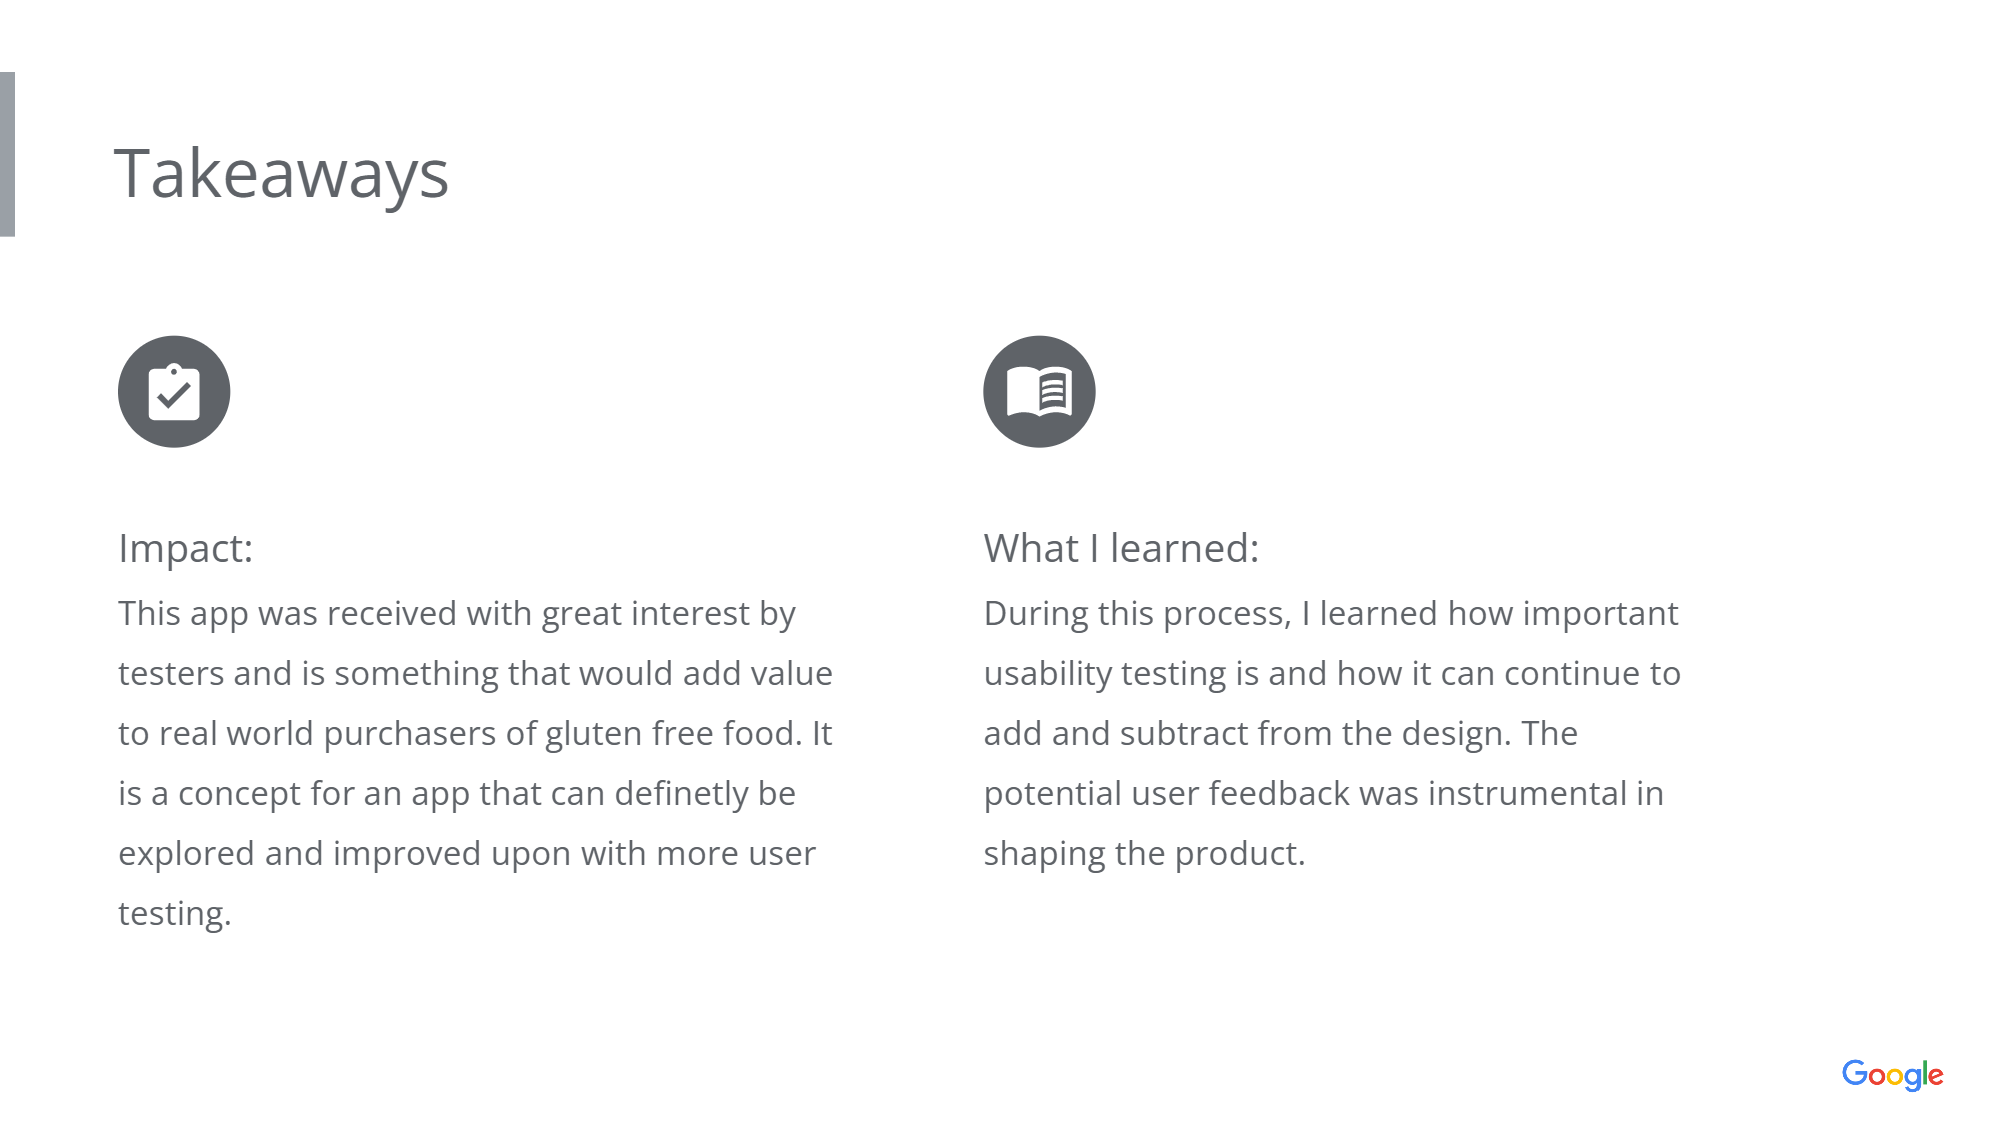 Takeaways
Impact:
This app was received with great interest by
testers and is something that would add value
to real world purchasers of gluten free food. It
is a concept for an app that can definetly be
explored and improved upon with more user
testing.
What I learned:
During this process, I learned how important
usability testing is and how it can continue to
add and subtract from the design. The
potential user feedback was instrumental in
shaping the product.
Google